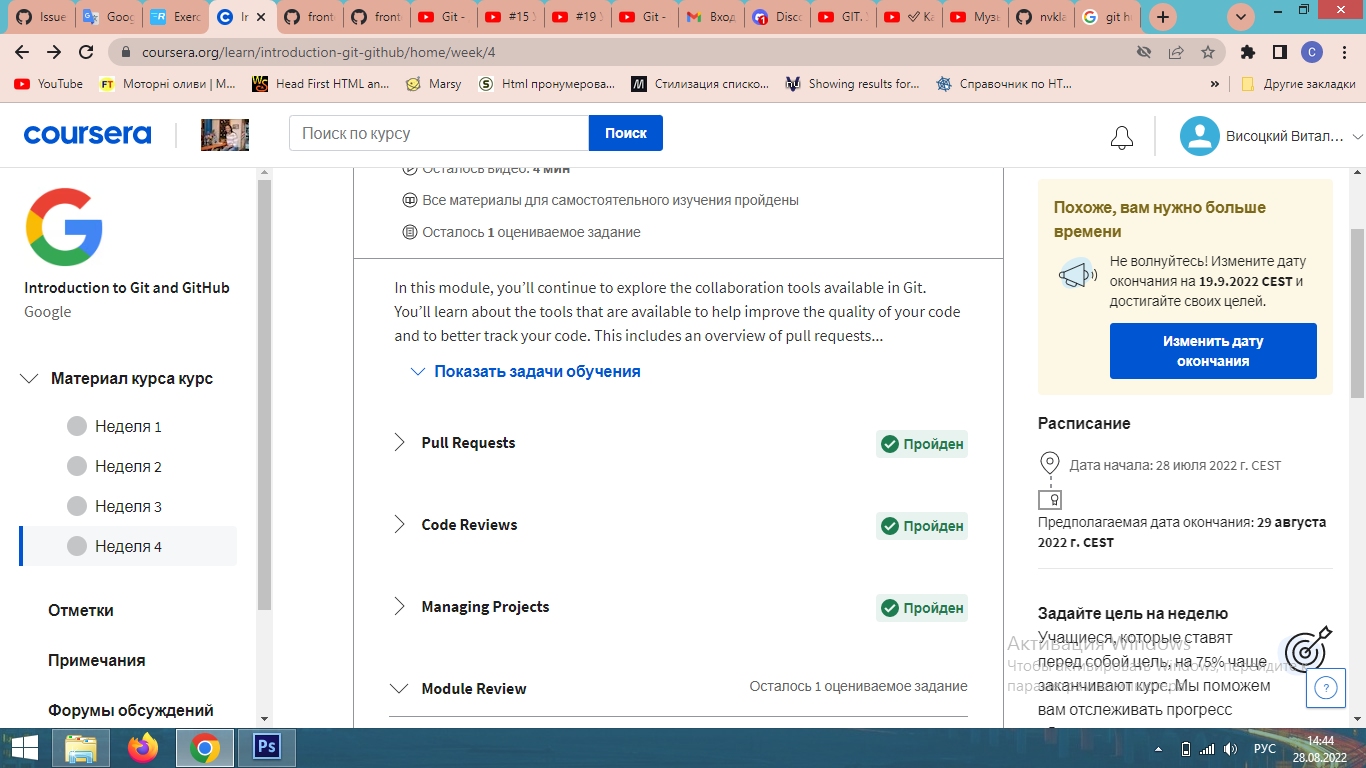 Issue
Goog
Exerc
In
front
front
Git -
#15
#19
Git -
Вход
Disco
GIT.
Ка
Музы
nvkla
git h
coursera.org/learn/introduction-git-github/home/week/4
C
YouTube
FT
Моторні оливи | М...
Head First HTML an...
Marsy
Html пронумерова...
Стилизация списко...
Showing results for...
Справочник по HT...
»
Другие закладки
coursera
Поиск по курсу
Поиск
Висоцкий Витал...
Introduction to Git and GitHub
Google
Материал курса курс
Неделя 1
Неделя 2
Неделя 3
Неделя 4
Отметки
Примечания
Форумы обсуждений
Осталось видео: 4 мин
Все материалы для самостоятельного изучения пройдены
Осталось 1 оцениваемое задание
In this module, you’ll continue to explore the collaboration tools available in Git.
You’ll learn about the tools that are available to help improve the quality of your code
and to better track your code. This includes an overview of pull requests...
Показать задачи обучения
Pull Requests
Пройден
Code Reviews
Пройден
Managing Projects
Пройден
Module Review
Осталось 1 оцениваемое задание
Похоже, вам нужно больше
времени
Не волнуйтесь! Измените дату
окончания на 19.9.2022 CEST и
достигайте своих целей.
Изменить дату
окончания
Расписание
Дата начала: 28 июля 2022 г. CEST
Предполагаемая дата окончания: 29 августа
2022 г. CEST
Задайте цель на неделю
Учащиеся, которые ставят
перед собой цель, на 75% чаще
заканчивают курс. Мы поможем
вам отслеживать прогресс
Активация Windows
Чтобы активировать Windows, перейдите в
?
Ps
РУС
14:44
28.08.2022